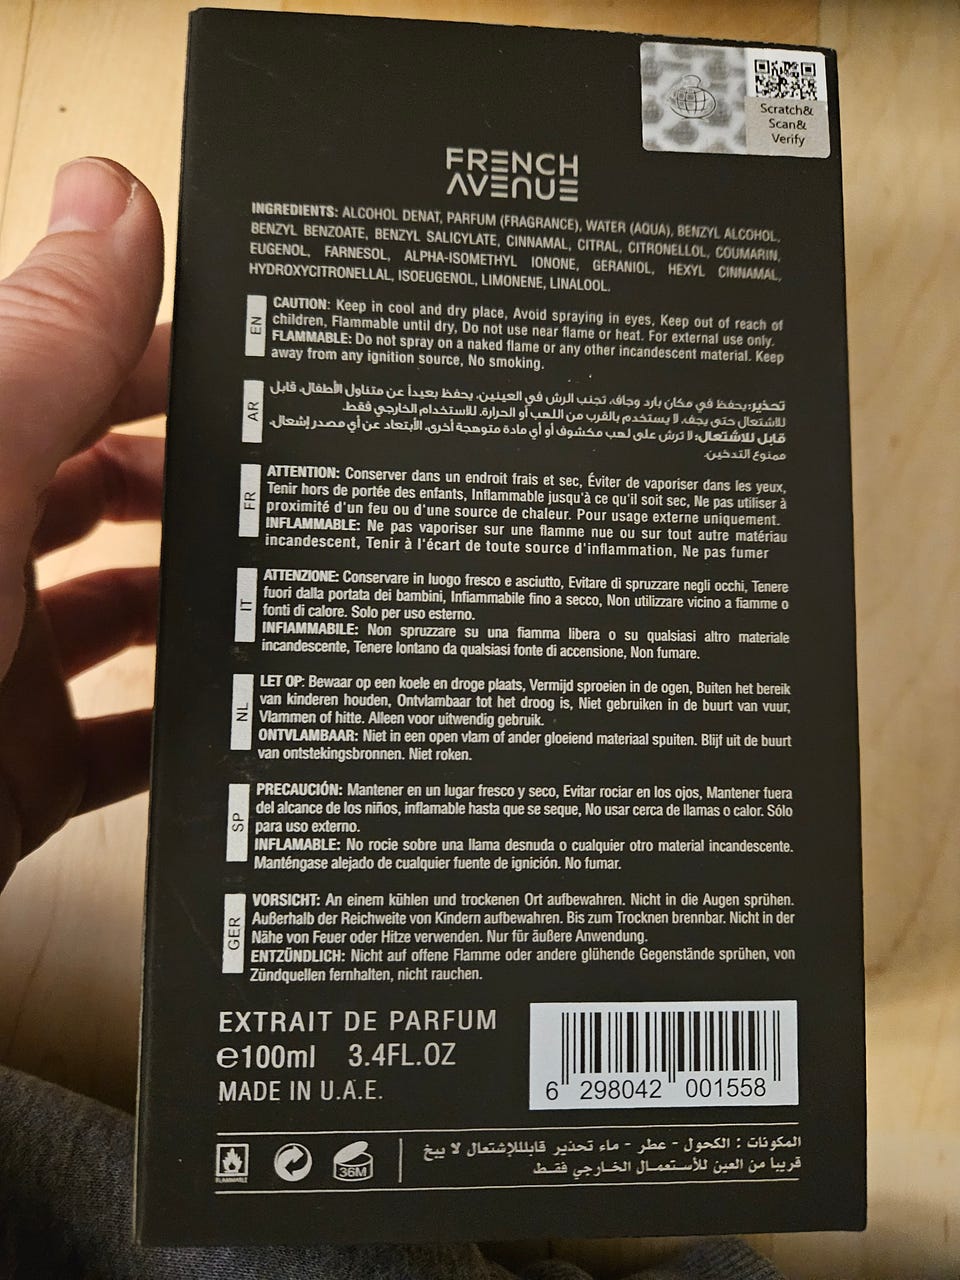 Scratch&
Scan&
Verify
FRENCH
AVENUE
INGREDIENTS: ALCOHOL DENAT, PARFUM (FRAGRANCE), WATER (AQUA), BENZYL ALCOHOL,
BENZYL BENZOATE, BENZYL SALICYLATE, CINNAMAL, CITRAL, CITRONELLOL, COUMARIN,
EUGENOL, FARNESOL, ALPHA-ISOMETHYL IONONE, GERANIOL, HEXYL CINNAMAL,
HYDROXYCITRONELLAL, ISOEUGENOL, LIMONENE, LINALOOL.
EN
CAUTION: Keep in cool and dry place, Avoid spraying in eyes, Keep out of reach of
children, Flammable until dry, Do not use near flame or heat. For external use only.
FLAMMABLE: Do not spray on a naked flame or any other incandescent material. Keep
away from any ignition source, No smoking.
AR
تحذير: يحفظ في مكان بارد وجاف، تجنب الرش في العينين، يحفظ بعيداً عن متناول الأطفال، قابل
للاشتعال حتى يجف، لا يستخدم بالقرب من اللهب أو الحرارة. للاستخدام الخارجي فقط.
قابل للاشتعال: لا ترش على لهب مكشوف أو أي مادة متوهجة أخرى، الأبتعاد عن أي مصدر إشعال،
ممنوع التدخين.
FR
ATTENTION: Conserver dans un endroit frais et sec, Éviter de vaporiser dans les yeux,
Tenir hors de portée des enfants, Inflammable jusqu'à ce qu'il soit sec, Ne pas utiliser à
proximité d'un feu ou d'une source de chaleur. Pour usage externe uniquement.
INFLAMMABLE: Ne pas vaporiser sur une flamme nue ou sur tout autre matériau
incandescent, Tenir à l'écart de toute source d'inflammation, Ne pas fumer
IT
ATTENZIONE: Conservare in luogo fresco e asciutto, Evitare di spruzzare negli occhi, Tenere
fuori dalla portata dei bambini, Infiammabile fino a secco, Non utilizzare vicino a fiamme o
fonti di calore. Solo per uso esterno.
INFIAMMABILE: Non spruzzare su una fiamma libera o su qualsiasi altro materiale
incandescente, Tenere lontano da qualsiasi fonte di accensione, Non fumare.
NL
LET OP: Bewaar op een koele en droge plaats, Vermijd sproeien in de ogen, Buiten het bereik
van kinderen houden, Ontvlambaar tot het droog is, Niet gebruiken in de buurt van vuur,
Vlammen of hitte. Alleen voor uitwendig gebruik.
ONTVLAMBAAR: Niet in een open vlam of ander gloeiend materiaal spuiten. Blijf uit de buurt
van ontstekingsbronnen. Niet roken.
SP
PRECAUCIÓN: Mantener en un lugar fresco y seco, Evitar rociar en los ojos, Mantener fuera
del alcance de los niños, inflamable hasta que se seque, No usar cerca de llamas o calor. Sólo
para uso externo.
INFLAMABLE: No rocie sobre una llama desnuda o cualquier otro material incandescente.
Manténgase alejado de cualquier fuente de ignición. No fumar.
GER
VORSICHT: An einem kühlen und trockenen Ort aufbewahren. Nicht in die Augen sprühen.
Außerhalb der Reichweite von Kindern aufbewahren. Bis zum Trocknen brennbar. Nicht in der
Nähe von Feuer oder Hitze verwenden. Nur für äußere Anwendung.
ENTZÜNDLICH: Nicht auf offene Flamme oder andere glühende Gegenstände sprühen, von
Zündquellen fernhalten, nicht rauchen.
EXTRAIT DE PARFUM
℮100ml 3.4FL.OZ
MADE IN U.A.E.
6 298042 001558
FLAMMABLE
36M
المكونات : الكحول - عطر - ماء تحذير قابلللإشتعال لا يبخ
قريبا من العين للأستعمال الخارجي فقط